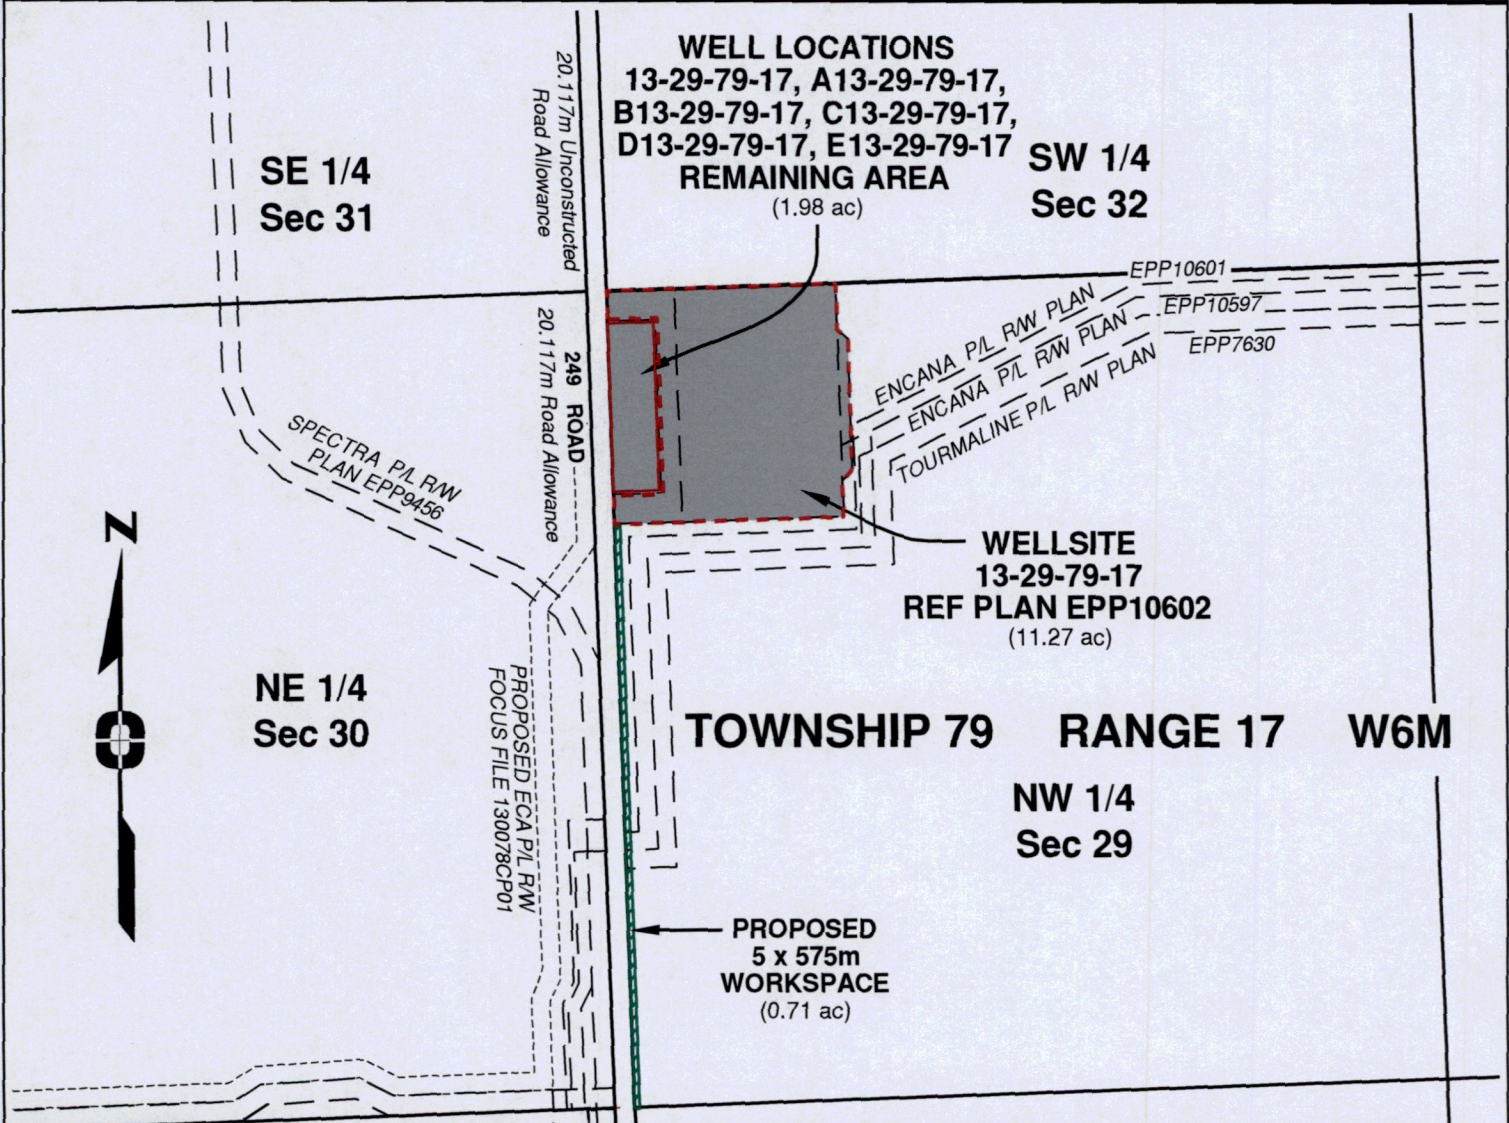 WELL LOCATIONS
13-29-79-17, A13-29-79-17,
B13-29-79-17, C13-29-79-17,
D13-29-79-17, E13-29-79-17
REMAINING AREA
(1.98 ac)
SE 1/4
Sec 31
20.117m Unconstructed
Road Allowance
SW 1/4
Sec 32
EPP10601
EPP10597
EPP7630
ENCANA P/L R/W PLAN
ENCANA P/L R/W PLAN
TOURMALINE P/L R/W PLAN
249 ROAD
20.117m Road Allowance
SPECTRA P/L R/W
PLAN EPP9456
N
WELLSITE
13-29-79-17
REF PLAN EPP10602
(11.27 ac)
NE 1/4
Sec 30
PROPOSED ECA P/L R/W
FOCUS FILE 130078CP01
TOWNSHIP 79 RANGE 17 W6M
NW 1/4
Sec 29
PROPOSED
5 x 575m
WORKSPACE
(0.71 ac)